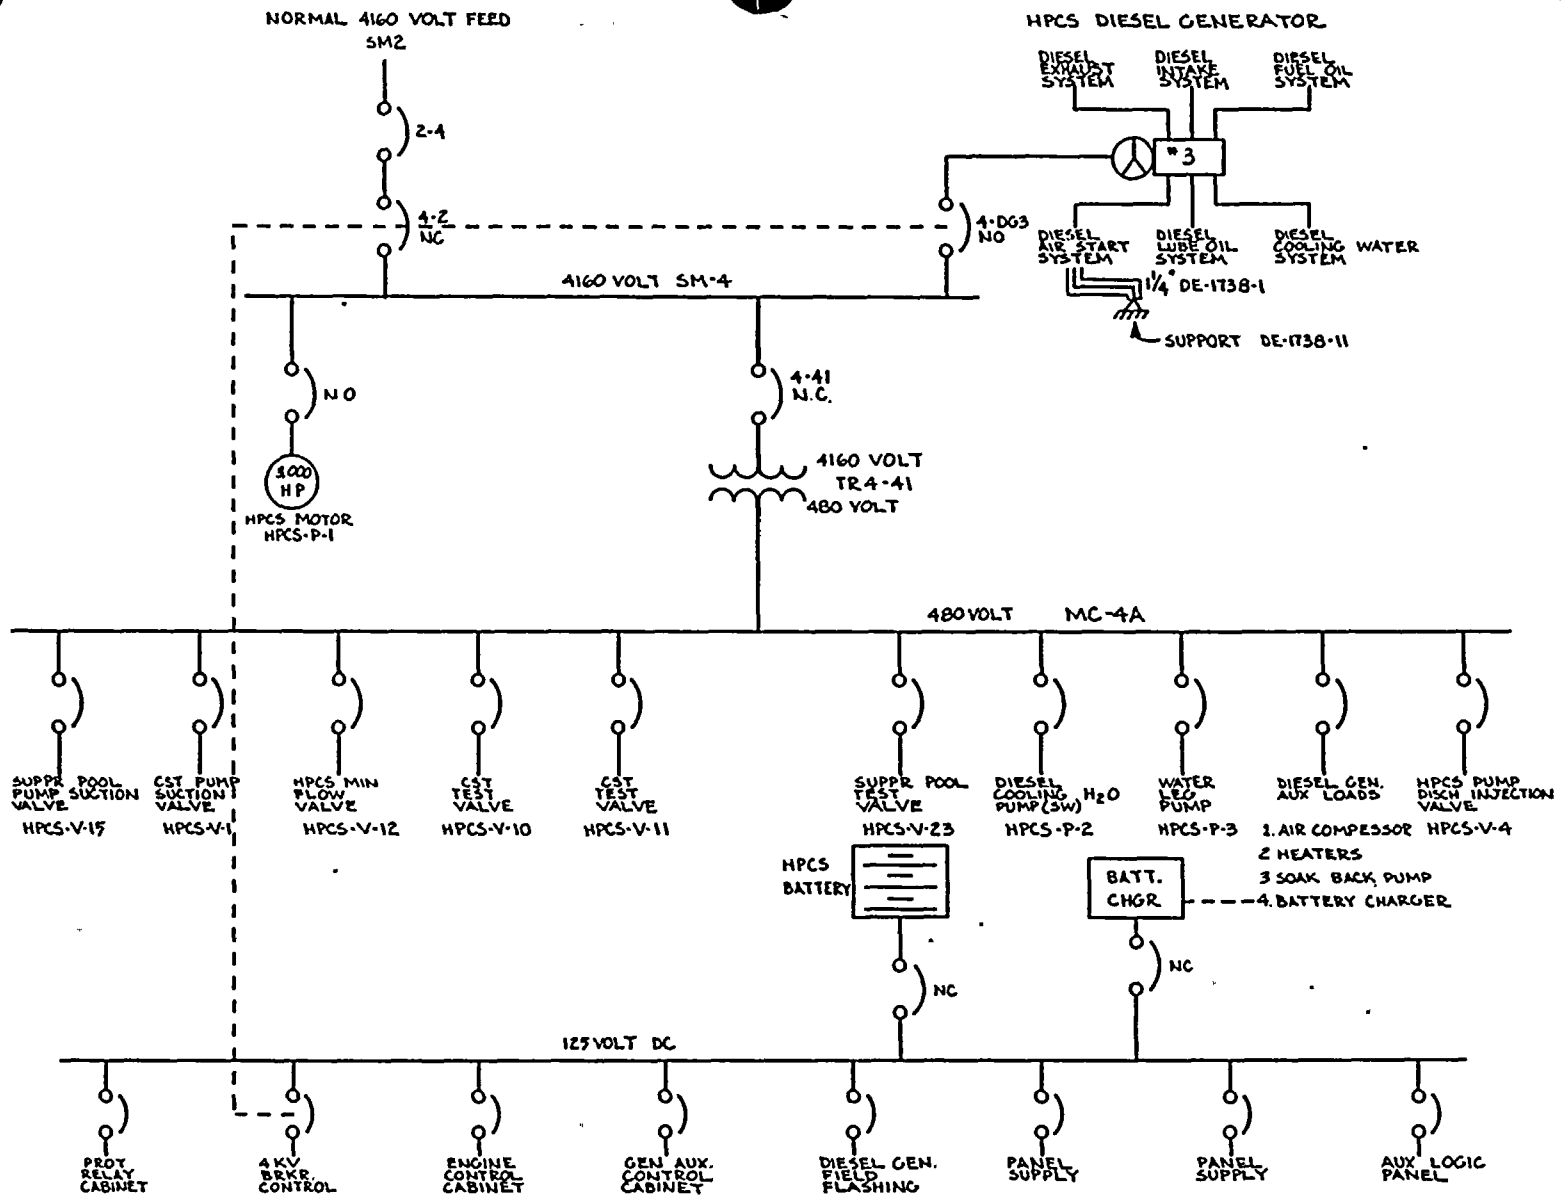 NORMAL 4160 VOLT FEED
SM2
HPCS DIESEL GENERATOR
DIESEL
EXHAUST
SYSTEM
DIESEL
INTAKE
SYSTEM
DIESEL
FUEL OIL
SYSTEM
2-4
#3
4-2
NC
4-DG3
NO
DIESEL
AIR START
SYSTEM
DIESEL
LUBE OIL
SYSTEM
DIESEL
COOLING WATER
SYSTEM
1 1/4" DE-1738-1
SUPPORT DE-1738-11
4160 VOLT SM-4
NO
4-41
N.C.
3,000
HP
HPCS MOTOR
HPCS-P-1
4160 VOLT
TR4-41
480 VOLT
480 VOLT MC-4A
SUPPR POOL
PUMP SUCTION
VALVE
HPCS-V-15
CST PUMP
SUCTION
VALVE
HPCS-V-1
HPCS MIN
FLOW
VALVE
HPCS-V-12
CST
TEST
VALVE
HPCS-V-10
CST
TEST
VALVE
HPCS-V-11
SUPPR POOL
TEST
VALVE
HPCS-V-23
DIESEL
COOLING H2O
PUMP (SW)
HPCS-P-2
WATER
LEG
PUMP
HPCS-P-3
DIESEL GEN.
AUX LOADS
1. AIR COMPESSOR
2 HEATERS
3 SOAK BACK PUMP
4. BATTERY CHARGER
HPCS PUMP
DISCH INJECTION
VALVE
HPCS-V-4
HPCS
BATTERY
BATT.
CHGR
NC
NC
125 VOLT DC
PROT
RELAY
CABINET
4 KV
BRKR.
CONTROL
ENGINE
CONTROL
CABINET
GEN AUX.
CONTROL
CABINET
DIESEL GEN.
FIELD
FLASHING
PANEL
SUPPLY
PANEL
SUPPLY
AUX LOGIC
PANEL